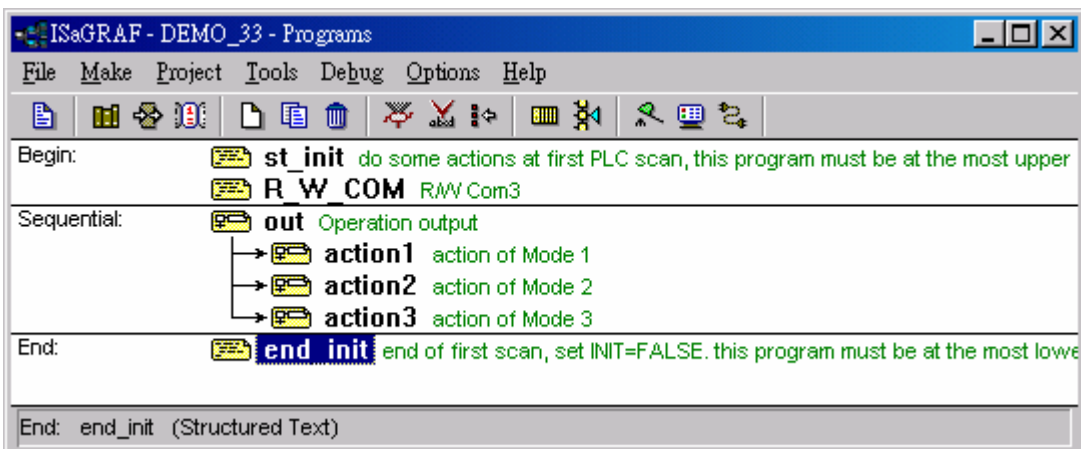 ISaGRAF - DEMO_33 - Programs
File Make Project Tools Debug Options Help
Begin: st_init do some actions at first PLC scan, this program must be at the most upper
R_W_COM R/W Com3
Sequential: out Operation output
action1 action of Mode 1
action2 action of Mode 2
action3 action of Mode 3
End: end_init end of first scan, set INIT=FALSE. this program must be at the most lowe
End: end_init (Structured Text)